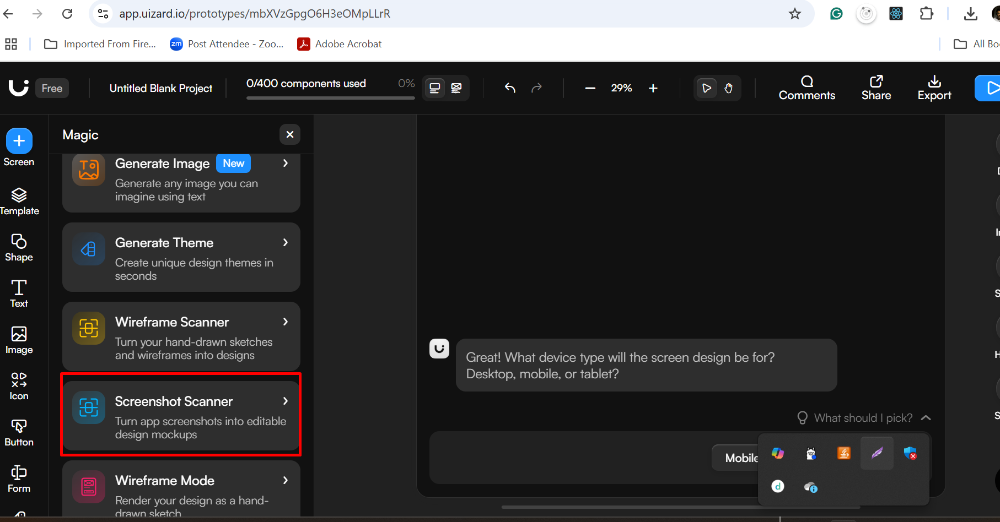 app.uizard.io/prototypes/mbXVzGpgO6H3eOMpLLrR
Imported From Fire...
zm
Post Attendee - Zoo...
Adobe Acrobat
All Boo
Free
Untitled Blank Project
0/400 components used
0%
29%
Comments
Share
Export
Screen
Template
Shape
Text
Image
Icon
Button
Form
Magic
Generate Image
New
Generate any image you can
imagine using text
Generate Theme
Create unique design themes in
seconds
Wireframe Scanner
Turn your hand-drawn sketches
and wireframes into designs
Screenshot Scanner
Turn app screenshots into editable
design mockups
Wireframe Mode
Render your design as a hand-
drawn sketch
Great! What device type will the screen design be for?
Desktop, mobile, or tablet?
What should I pick?
Mobile